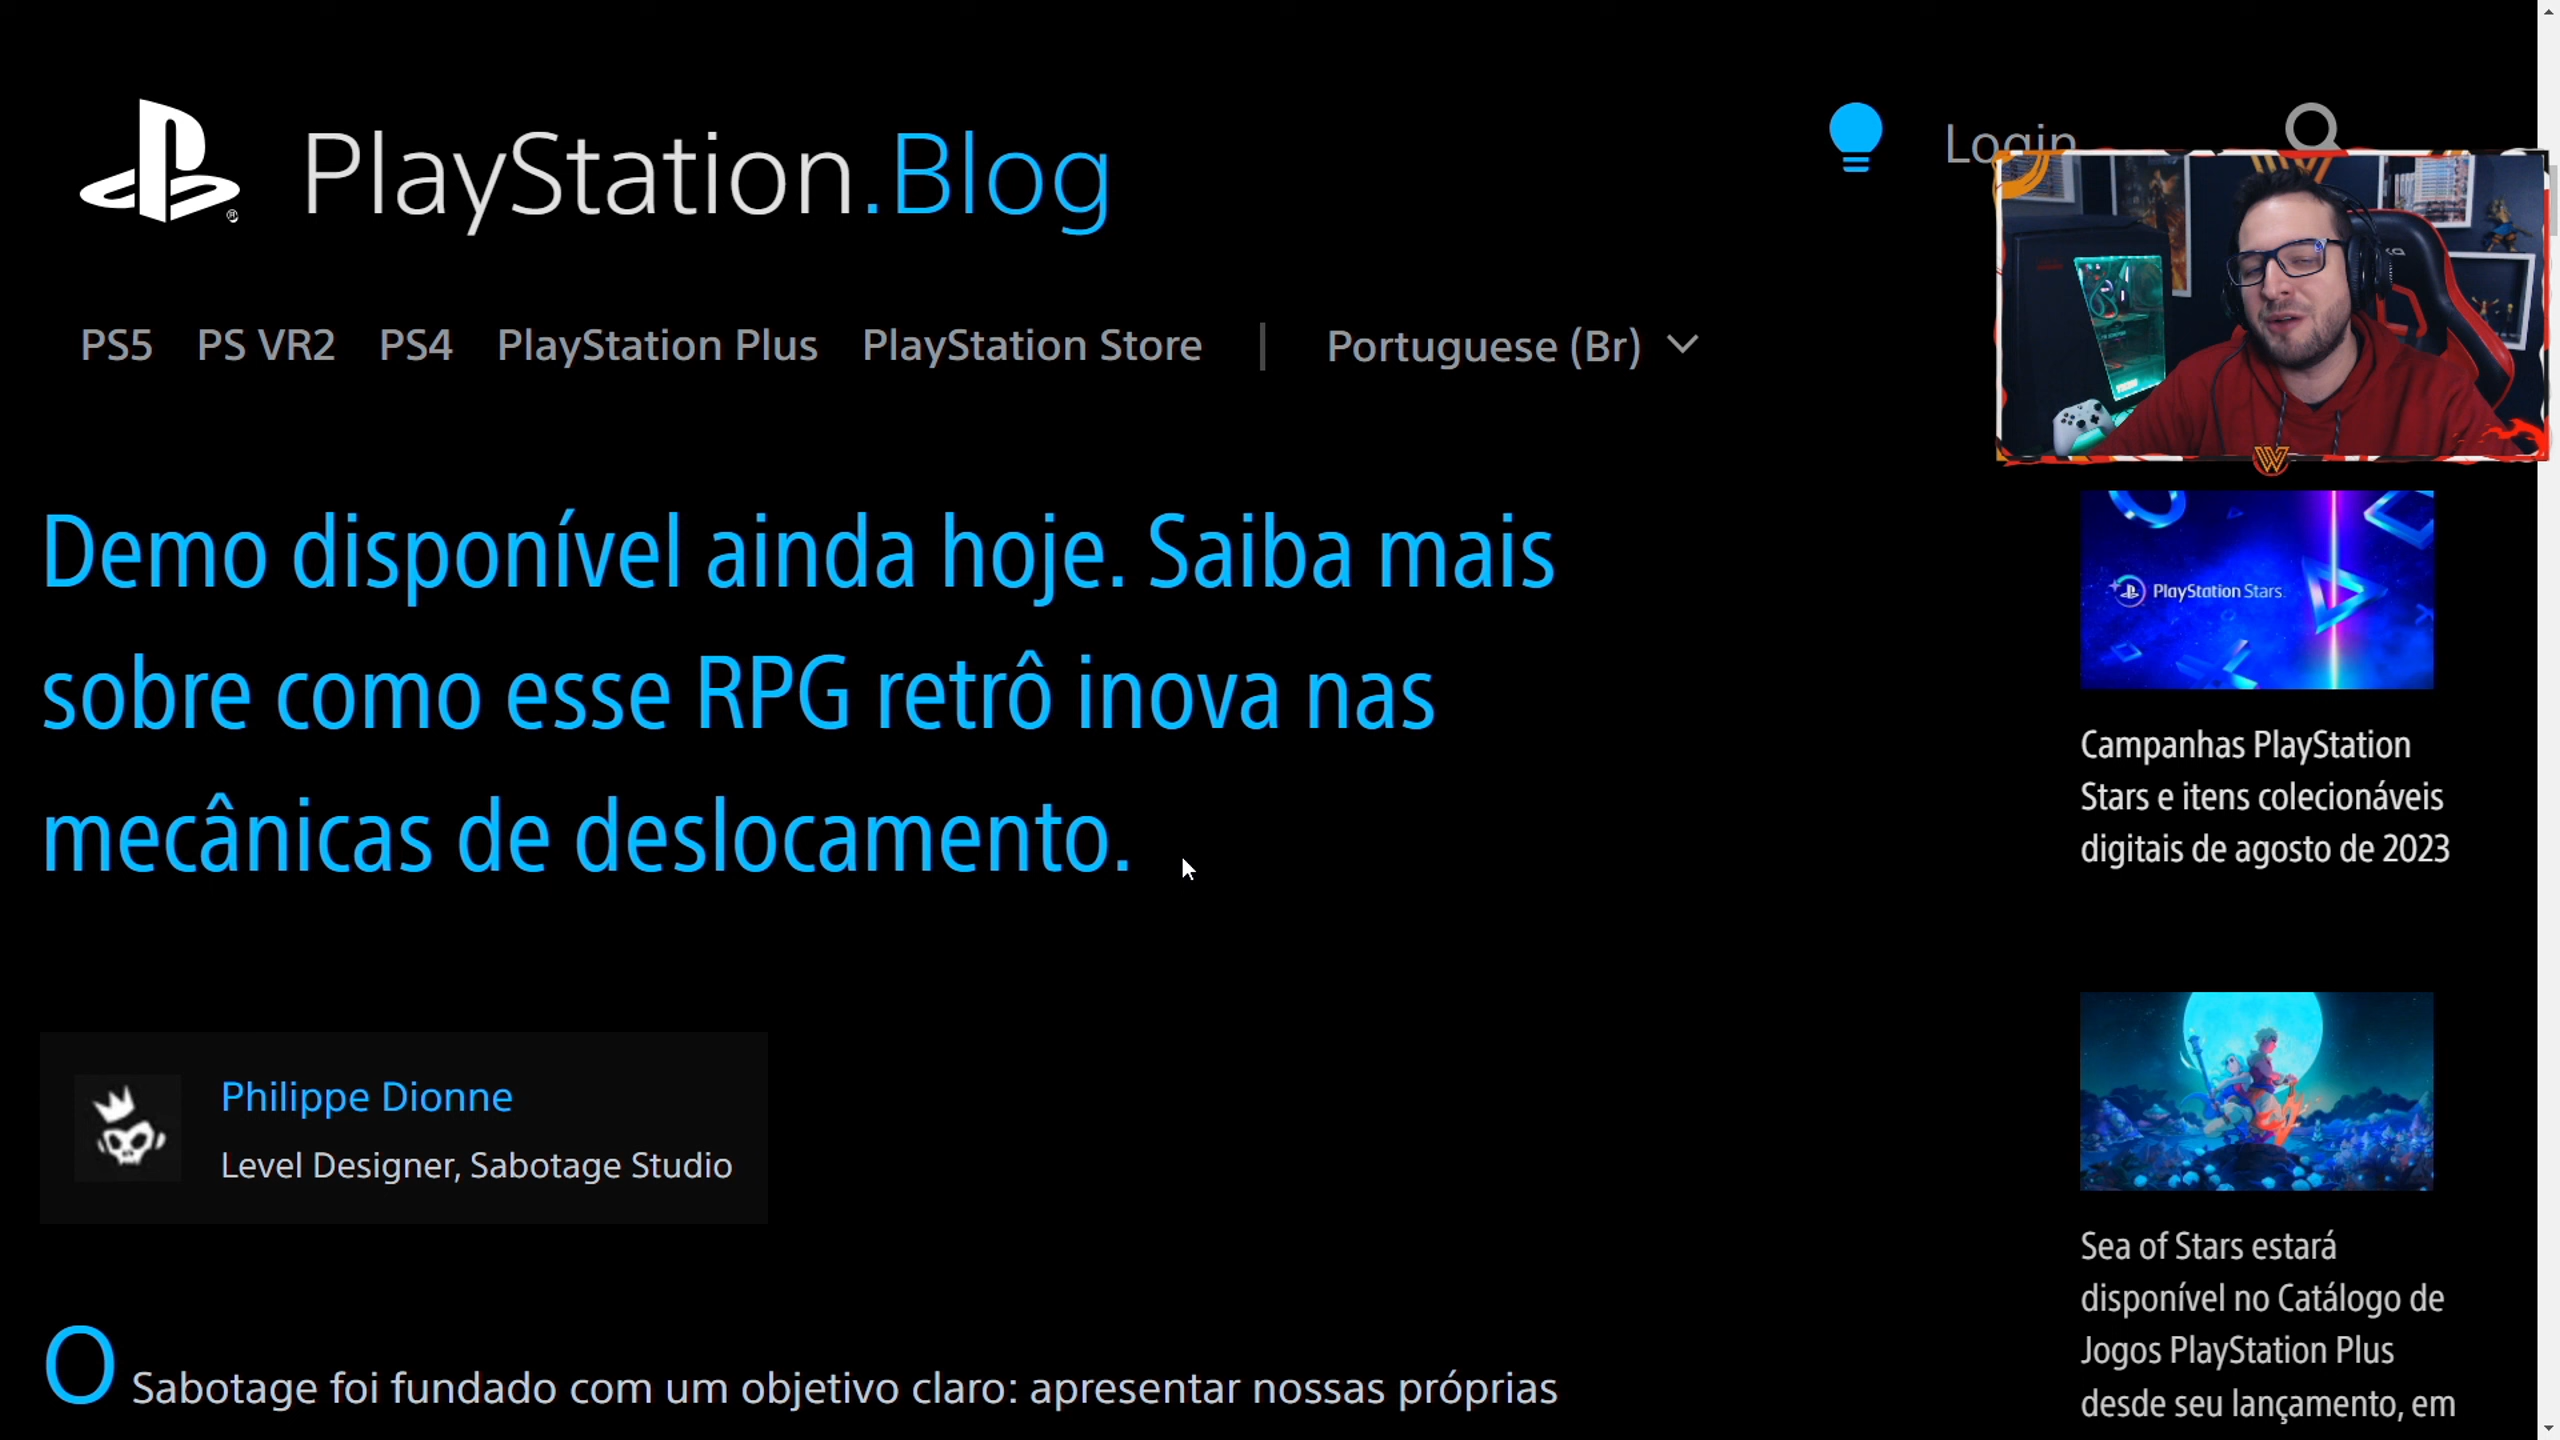 PlayStation.Blog
Login
PS5 PS VR2 PS4 PlayStation Plus PlayStation Store | Portuguese (Br)
Demo disponível ainda hoje. Saiba mais
sobre como esse RPG retrô inova nas
mecânicas de deslocamento.
Philippe Dionne
Level Designer, Sabotage Studio
O Sabotage foi fundado com um objetivo claro: apresentar nossas próprias
PlayStation Stars.
Campanhas PlayStation
Stars e itens colecionáveis
digitais de agosto de 2023
Sea of Stars estará
disponível no Catálogo de
Jogos PlayStation Plus
desde seu lançamento, em